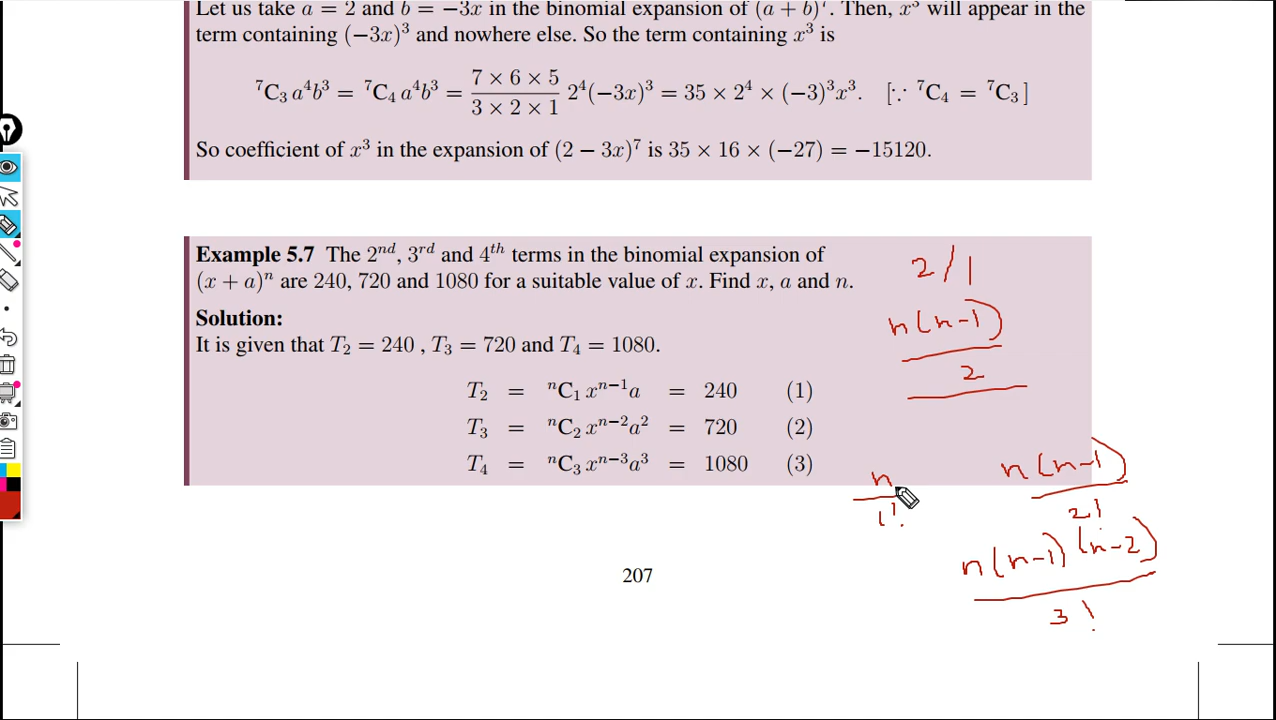 Let us take a = 2 and b = −3x in the binomial expansion of (a + b)⁷. Then, x³ will appear in the
term containing (−3x)³ and nowhere else. So the term containing x³ is
⁷C₃ a⁴b³ = ⁷C₄ a⁴b³ = (7 × 6 × 5)/(3 × 2 × 1) 2⁴(−3x)³ = 35 × 2⁴ × (−3)³x³. [∵ ⁷C₄ = ⁷C₃]
So coefficient of x³ in the expansion of (2 − 3x)⁷ is 35 × 16 × (−27) = −15120.
Example 5.7 The 2ⁿᵈ, 3ʳᵈ and 4ᵗʰ terms in the binomial expansion of
(x + a)ⁿ are 240, 720 and 1080 for a suitable value of x. Find x, a and n.
Solution:
It is given that T₂ = 240 , T₃ = 720 and T₄ = 1080.
T₂ = ⁿC₁ xⁿ⁻¹a = 240 (1)
T₃ = ⁿC₂ xⁿ⁻²a² = 720 (2)
T₄ = ⁿC₃ xⁿ⁻³a³ = 1080 (3)
2/1
n(n-1)
2
n
1!
n(n-1)
2!
n(n-1)(n-2)
3!
207